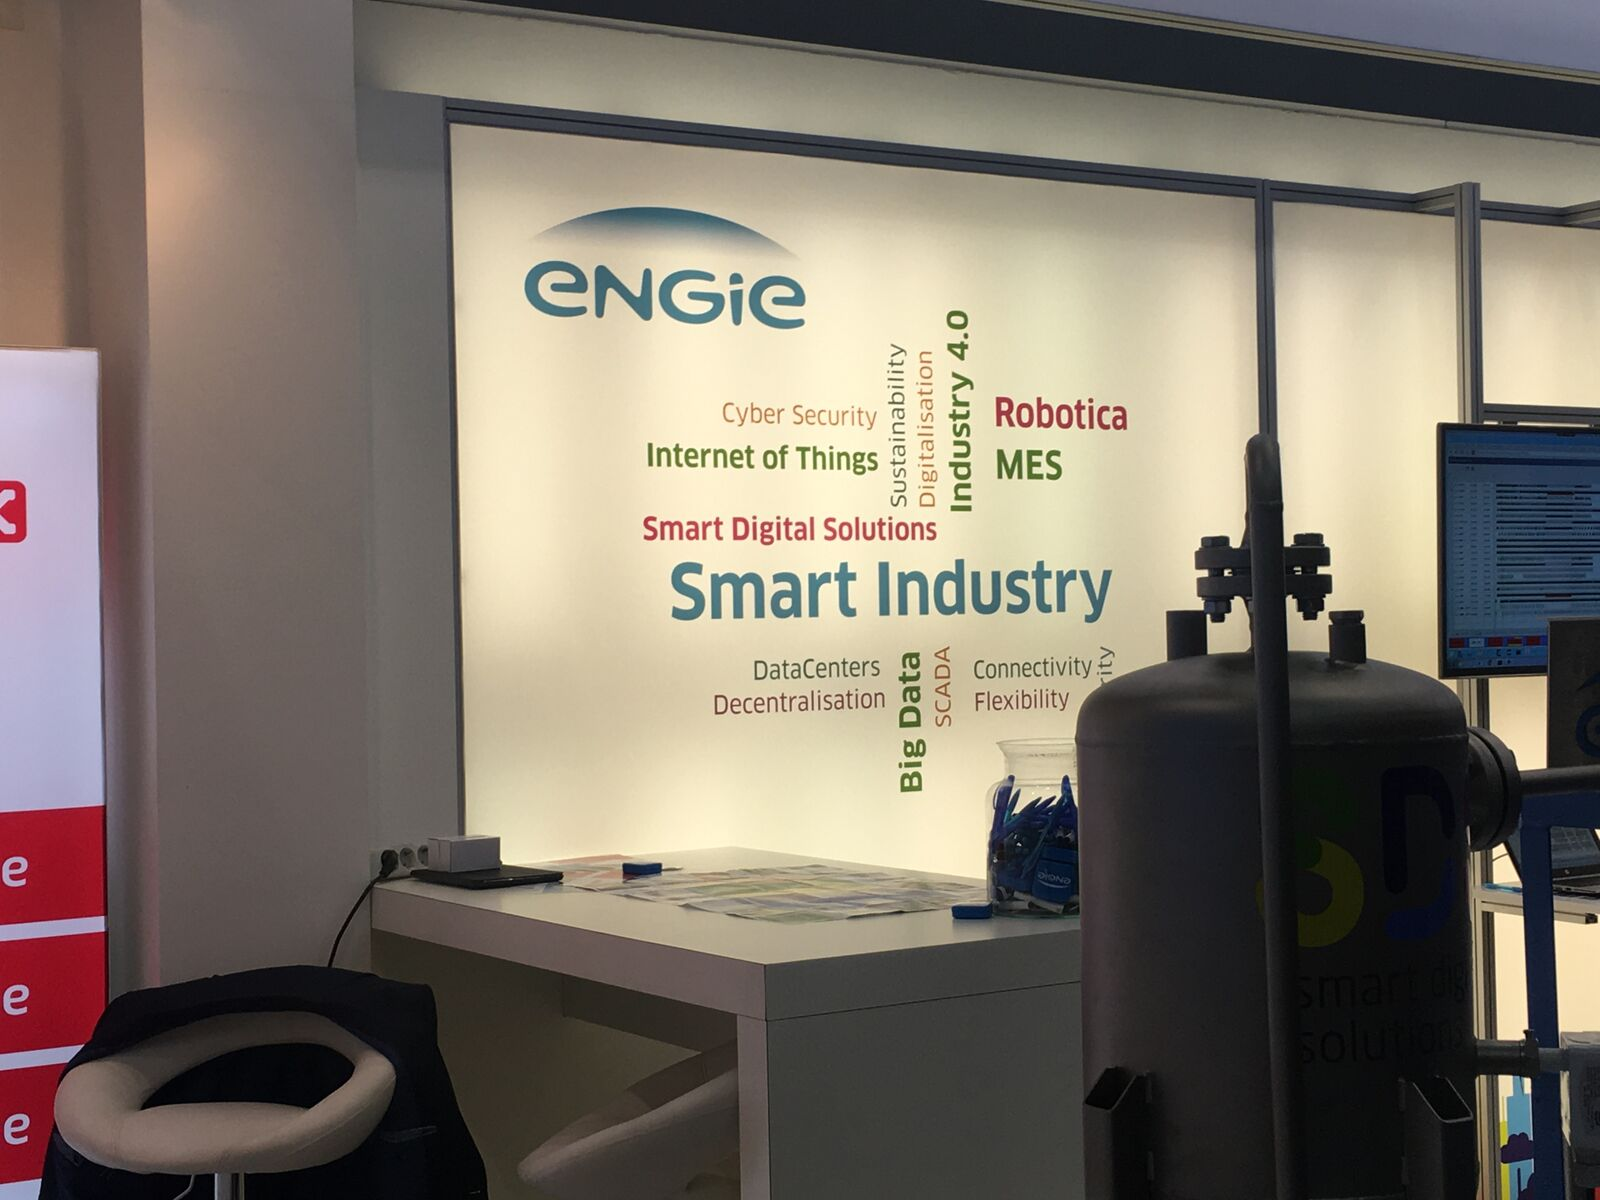 ENGIE
Sustainability
Digitalisation
Industry 4.0
Cyber Security
Robotica
Internet of Things
MES
Smart Digital Solutions
Smart Industry
DataCenters
Big Data
SCADA
Connectivity
Decentralisation
Flexibility
ENGIE
smart
solutions
e
e
e